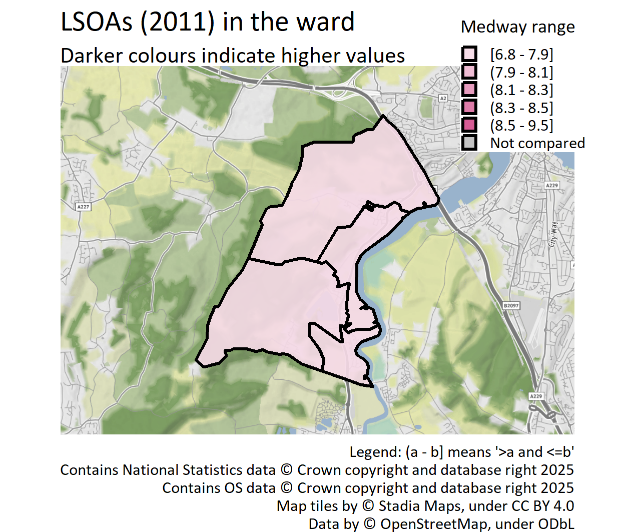 LSOAs (2011) in the ward
Darker colours indicate higher values
Medway range
[6.8 - 7.9]
(7.9 - 8.1]
(8.1 - 8.3]
(8.3 - 8.5]
(8.5 - 9.5]
Not compared
A2
A229
A227
City Way
B2097
A229
Legend: (a - b] means '>a and <=b'
Contains National Statistics data © Crown copyright and database right 2025
Contains OS data © Crown copyright and database right 2025
Map tiles by © Stadia Maps, under CC BY 4.0
Data by © OpenStreetMap, under ODbL